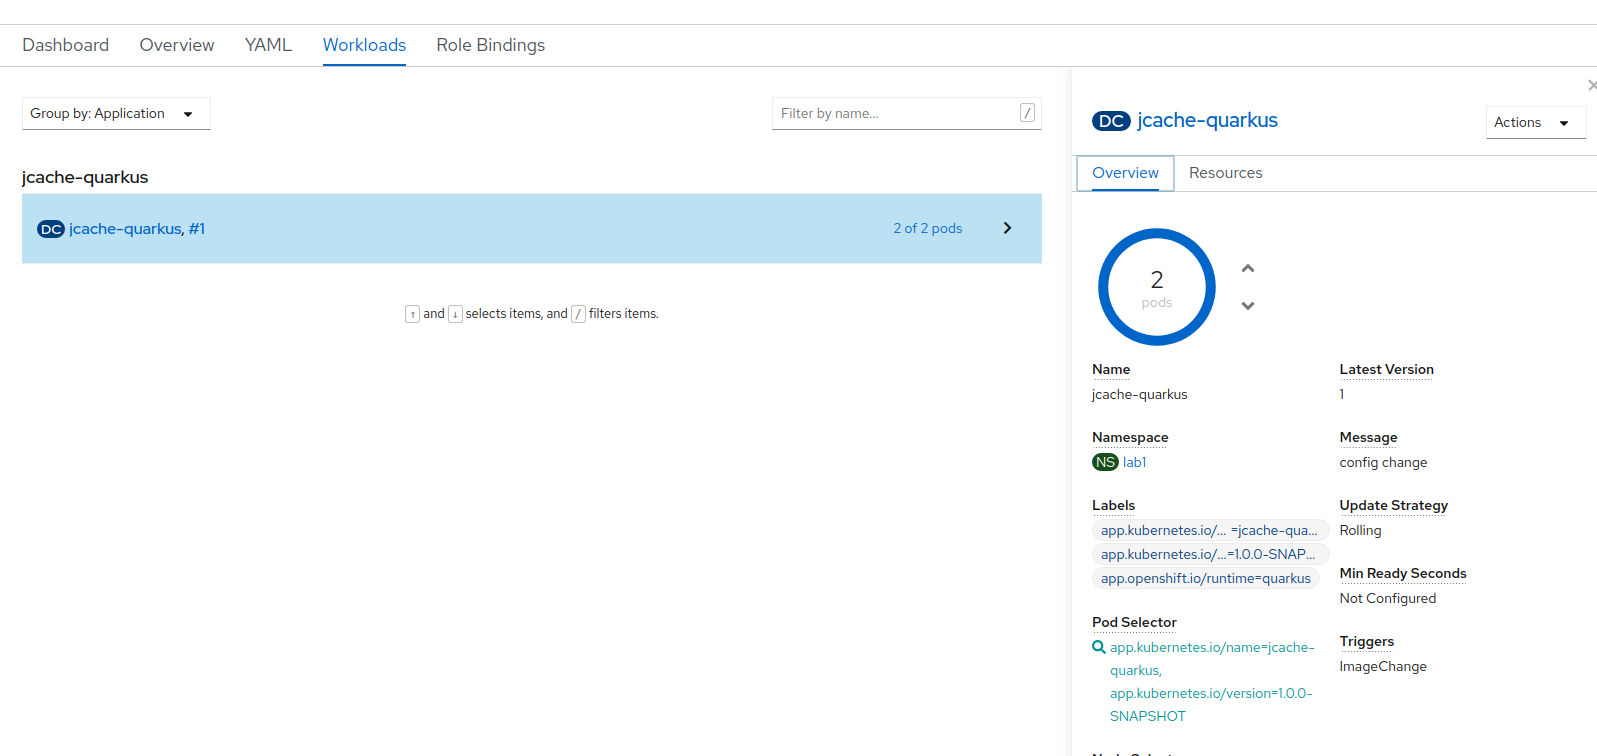 Dashboard Overview YAML Workloads Role Bindings
Group by: Application
Filter by name...
/
jcache-quarkus
DC jcache-quarkus, #1
2 of 2 pods
↑ and ↓ selects items, and / filters items.
DC jcache-quarkus
Actions
Overview Resources
2
pods
Name
jcache-quarkus
Namespace
NS lab1
Labels
app.kubernetes.io/... =jcache-qua...
app.kubernetes.io/...=1.0.0-SNAP...
app.openshift.io/runtime=quarkus
Pod Selector
app.kubernetes.io/name=jcache-
quarkus,
app.kubernetes.io/version=1.0.0-
SNAPSHOT
Latest Version
1
Message
config change
Update Strategy
Rolling
Min Ready Seconds
Not Configured
Triggers
ImageChange